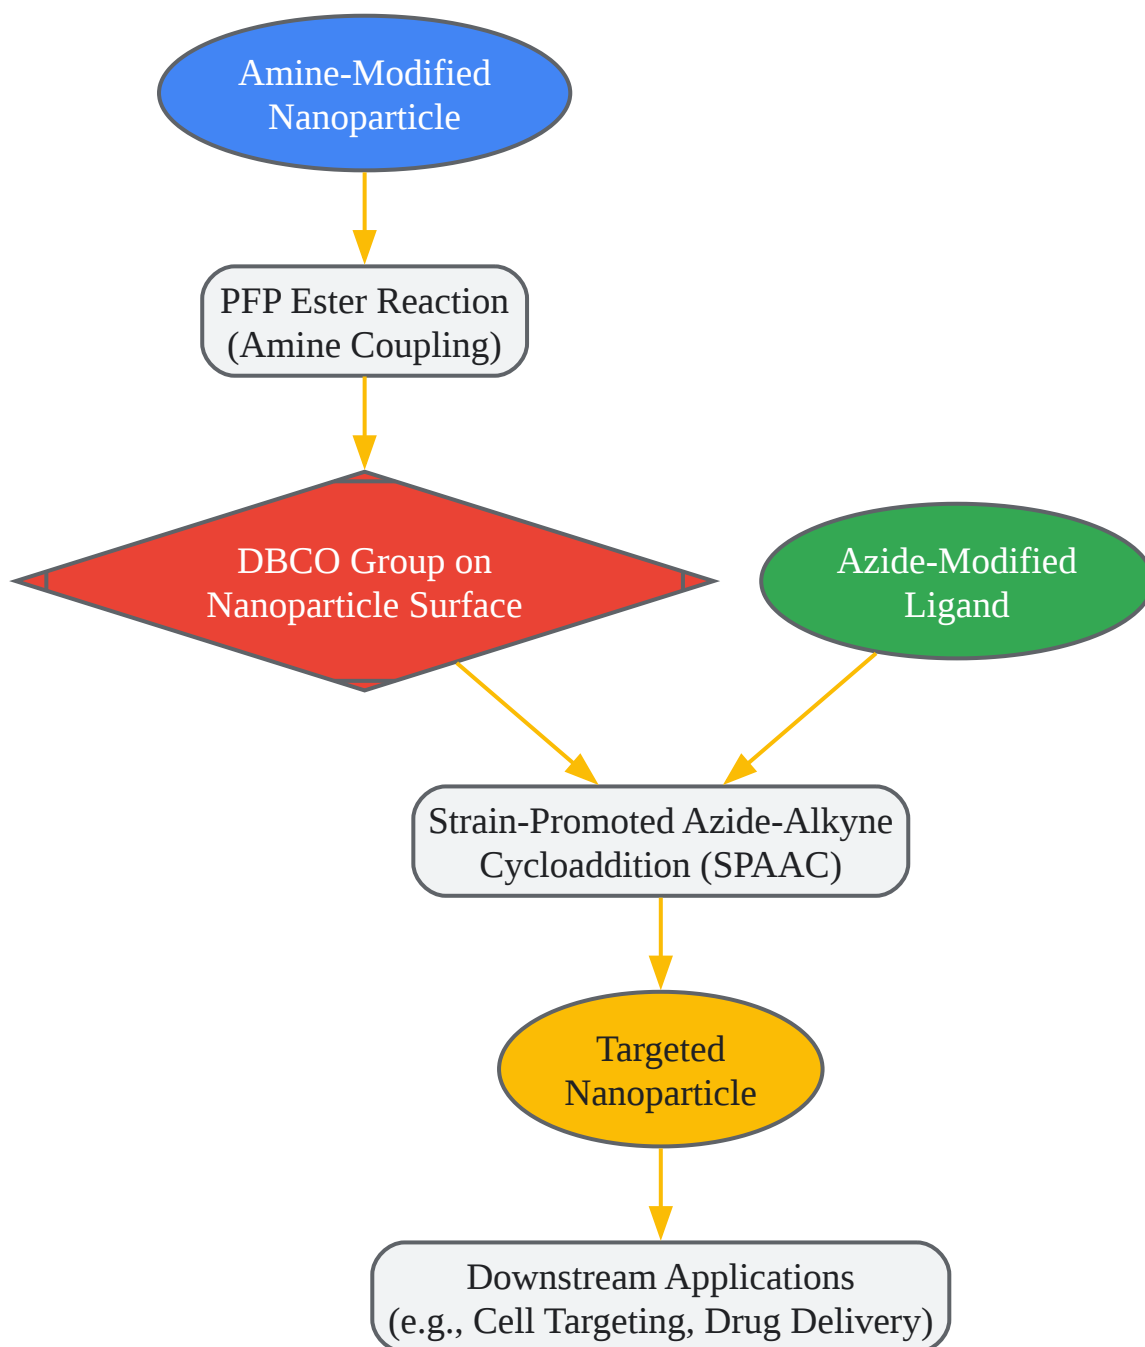 Amine-Modified
Nanoparticle
PFP Ester Reaction
(Amine Coupling)
DBCO Group on
Nanoparticle Surface
Azide-Modified
Ligand
Strain-Promoted Azide-Alkyne
Cycloaddition (SPAAC)
Targeted
Nanoparticle
Downstream Applications
(e.g., Cell Targeting, Drug Delivery)